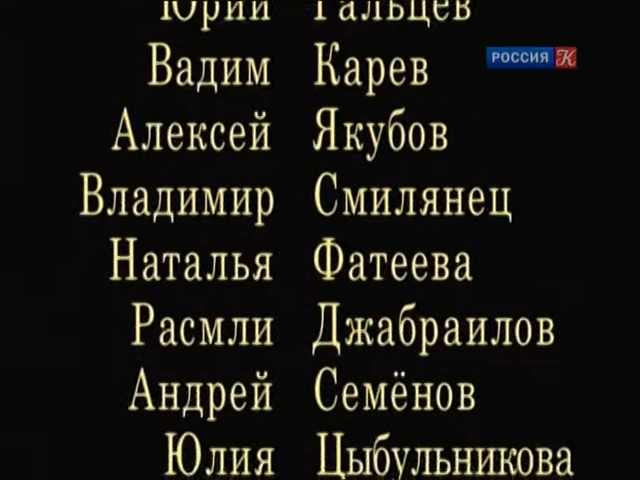 Юрий Гальцев
Вадим Карев
РОССИЯ К
Алексей Якубов
Владимир Смилянец
Наталья Фатеева
Расмли Джабраилов
Андрей Семёнов
Юлия Цыбульникова